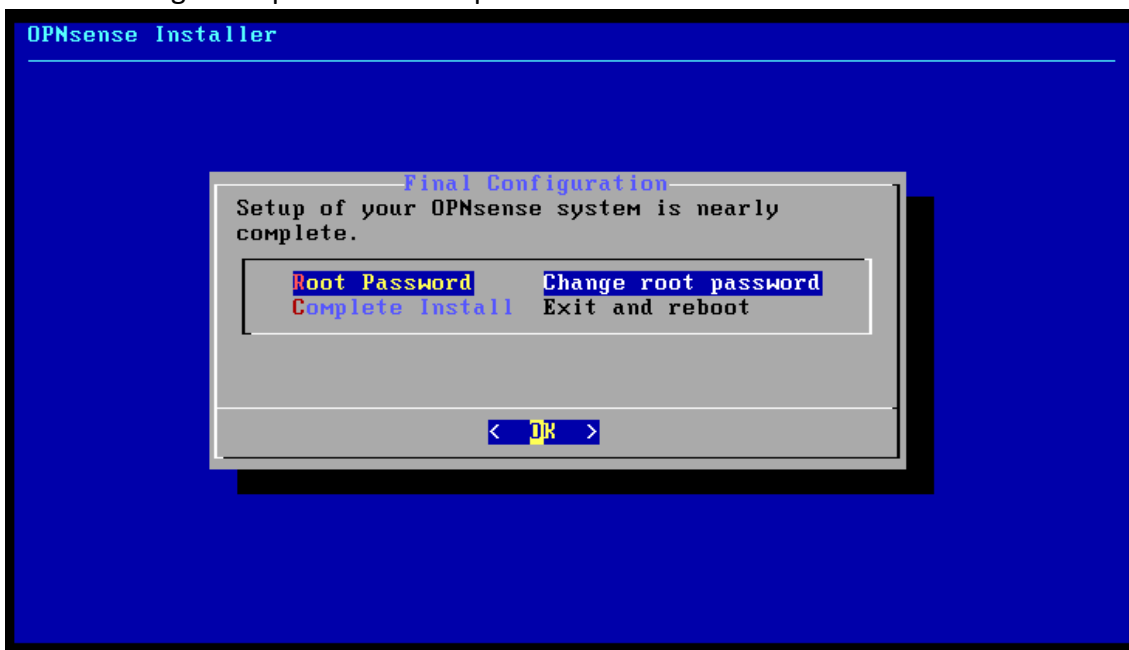 OPNsense Installer
Final Configuration
Setup of your OPNsense system is nearly
complete.
Root Password Change root password
Complete Install Exit and reboot
< OK >